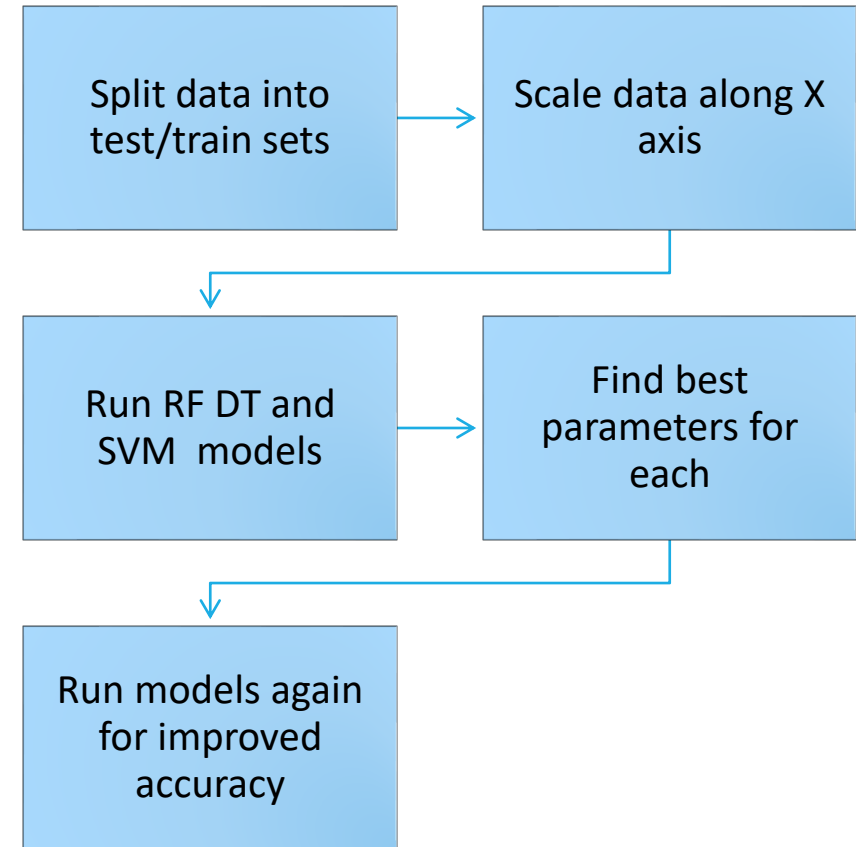 Split data into
test/train sets
Scale data along X
axis
Run RF DT and
SVM  models
Find best
parameters for
each
Run models again
for improved
accuracy